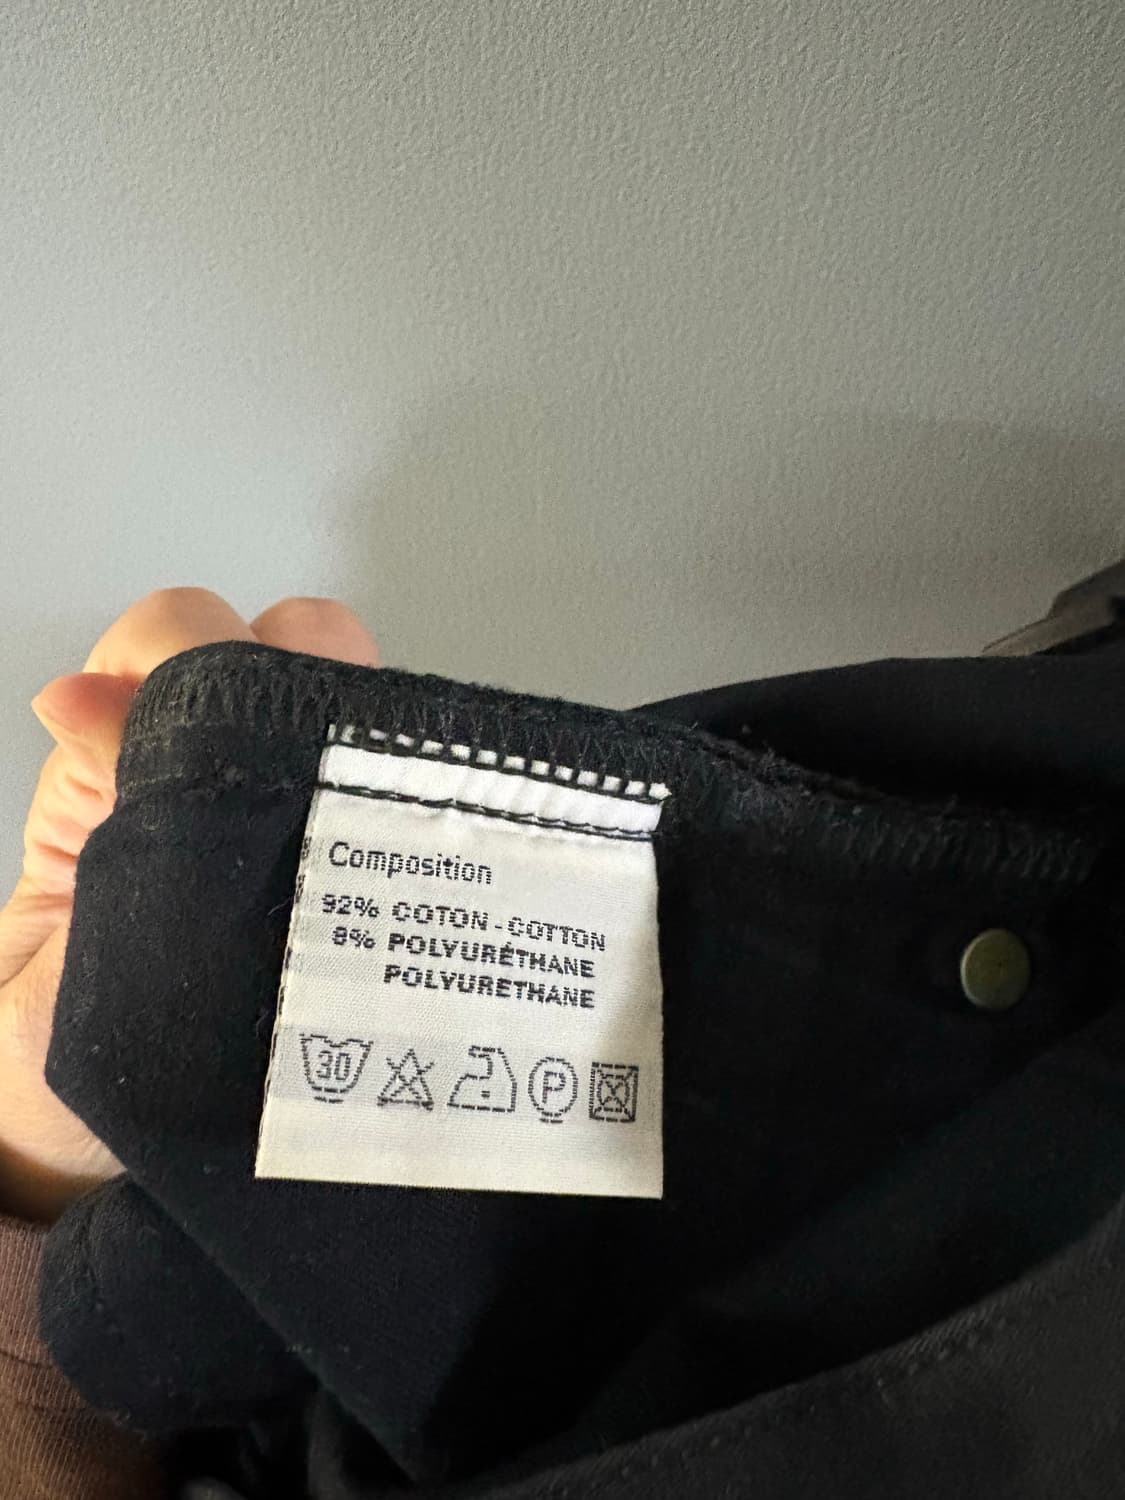 Composition
92% COTON - COTTON
8% POLYURÉTHANE
POLYURETHANE
30 P